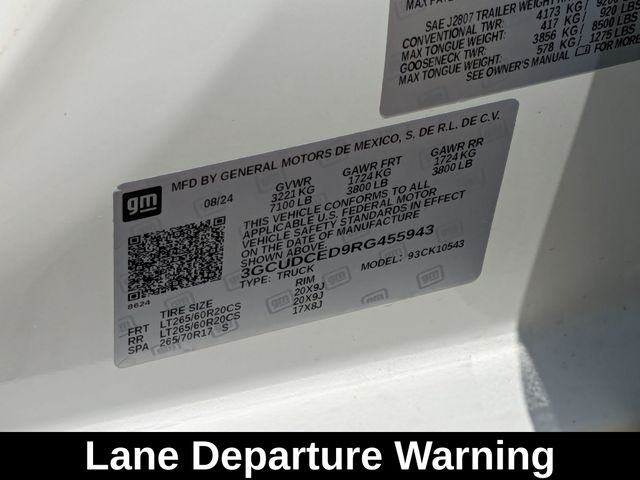 SAE J2807 TRAILER WEIGHT
CONVENTIONAL TWR: 4173 KG /
MAX TONGUE WEIGHT: 417 KG / 920 LBS
GOOSENECK TWR: 3856 KG / 8500 LBS
MAX TONGUE WEIGHT: 578 KG / 1275 LBS
SEE OWNER'S MANUAL FOR MORE
gm
MFD BY GENERAL MOTORS DE MEXICO, S. DE R.L. DE C.V.
08/24 GVWR GAWR FRT GAWR RR
3221 KG 1724 KG 1724 KG
7100 LB 3800 LB 3800 LB
THIS VEHICLE CONFORMS TO ALL
APPLICABLE U.S. FEDERAL MOTOR
VEHICLE SAFETY STANDARDS IN EFFECT
ON THE DATE OF MANUFACTURE
SHOWN ABOVE.
3GCUDCED9RG455943
TYPE: TRUCK MODEL: 93CK10543
8624
TIRE SIZE RIM
FRT LT265/60R20CS 20X9J
RR LT265/60R20CS 20X9J
SPA 265/70R17 S 17X8J
Lane Departure Warning